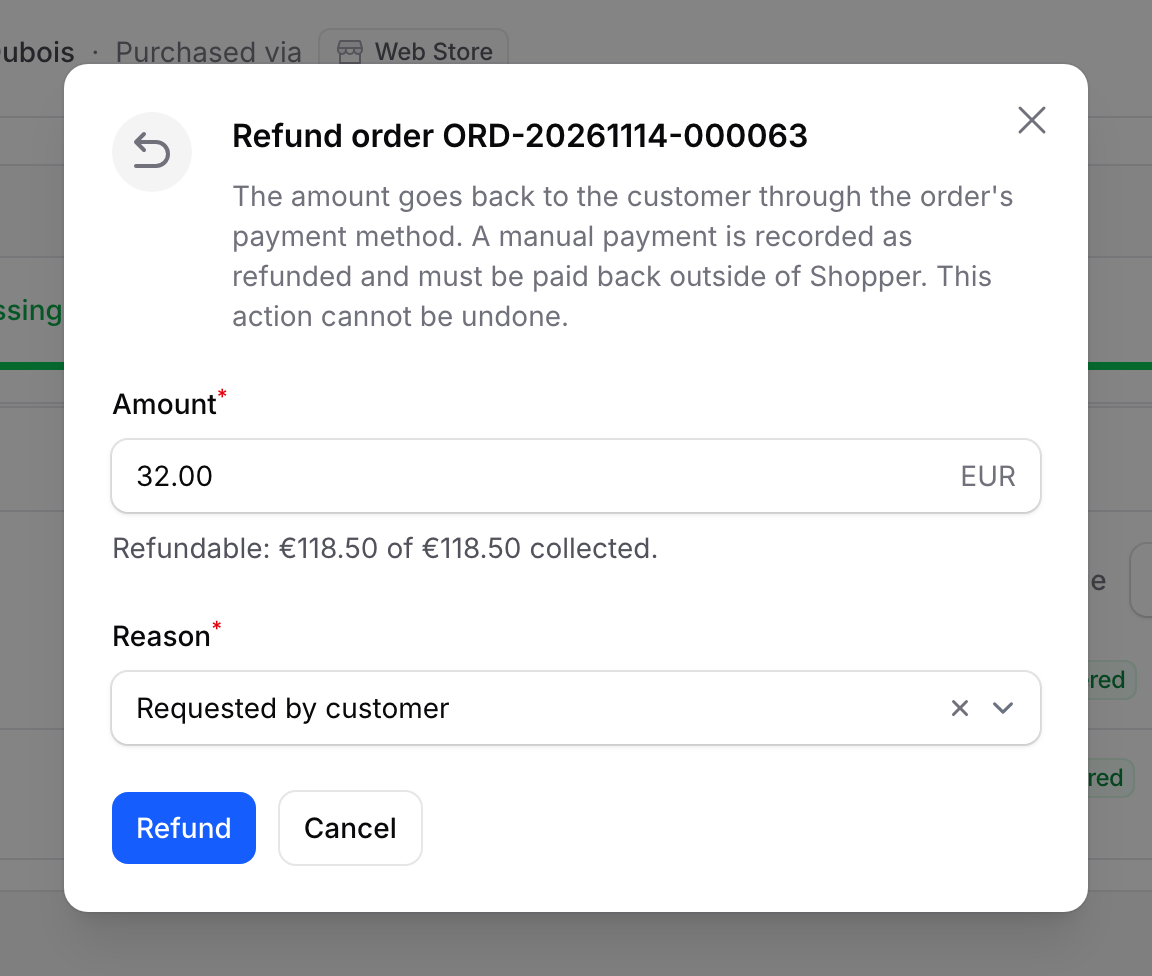 Purchased via
Web Store
Refund order ORD-20261114-000063
The amount goes back to the customer through the order's
payment method. A manual payment is recorded as
refunded and must be paid back outside of Shopper. This
action cannot be undone.
Amount*
32.00 EUR
Refundable: €118.50 of €118.50 collected.
Reason*
Requested by customer
Refund
Cancel